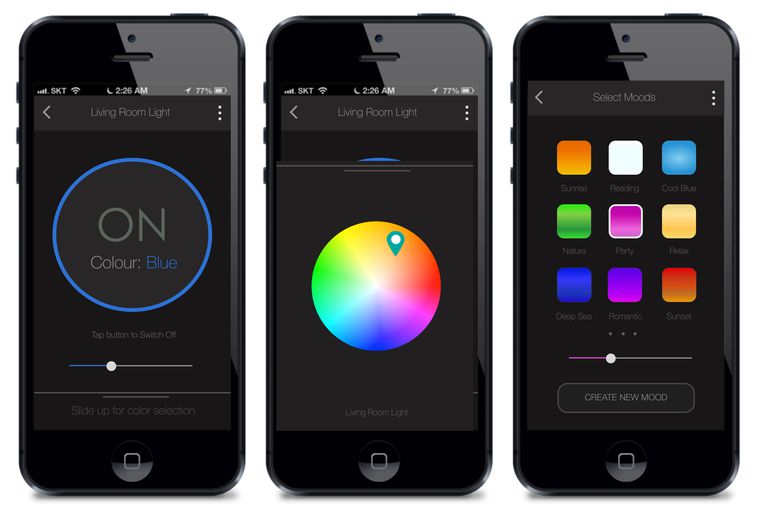 SKT 2:26 AM 77%
Living Room Light
ON
Colour: Blue
Tap button to Switch Off
Slide up for color selection
SKT 2:26 AM 77%
Living Room Light
Living Room Light
Select Moods
Sunrise Reading Cool Blue
Nature Party Relax
Deep Sea Romantic Sunset
CREATE NEW MOOD